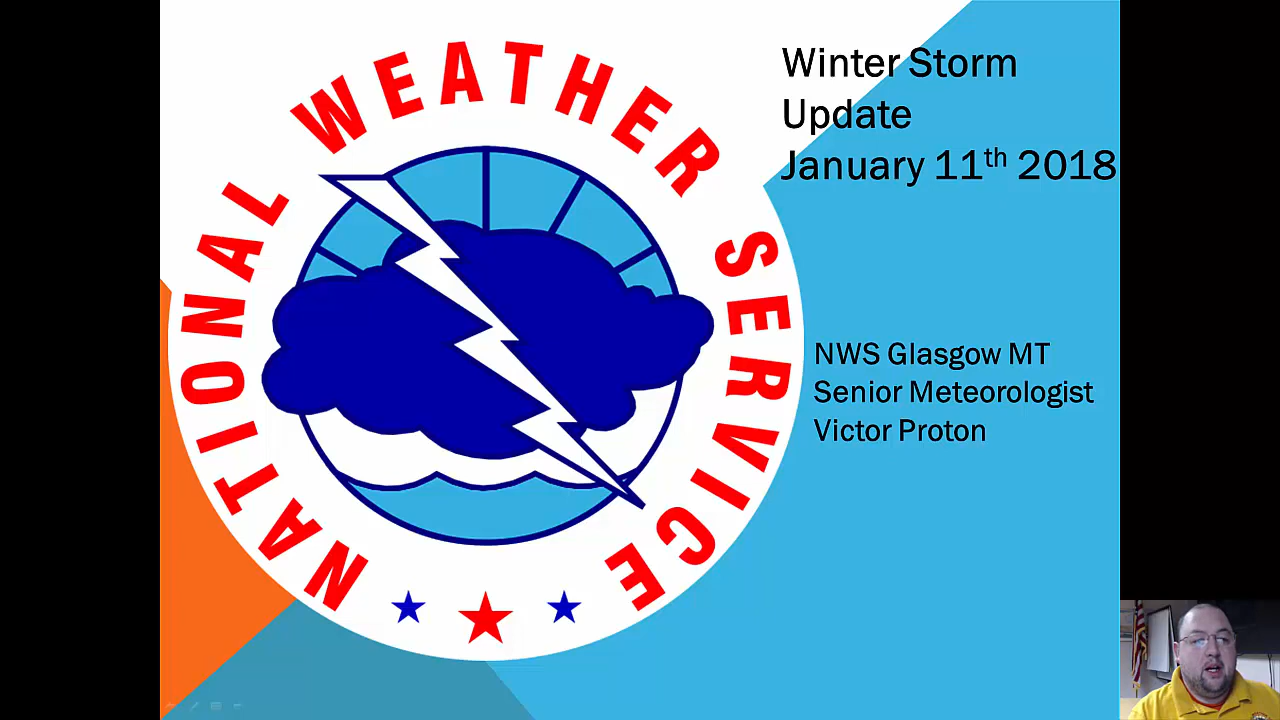 NATIONAL WEATHER SERVICE
Winter Storm
Update
January 11th 2018
NWS Glasgow MT
Senior Meteorologist
Victor Proton